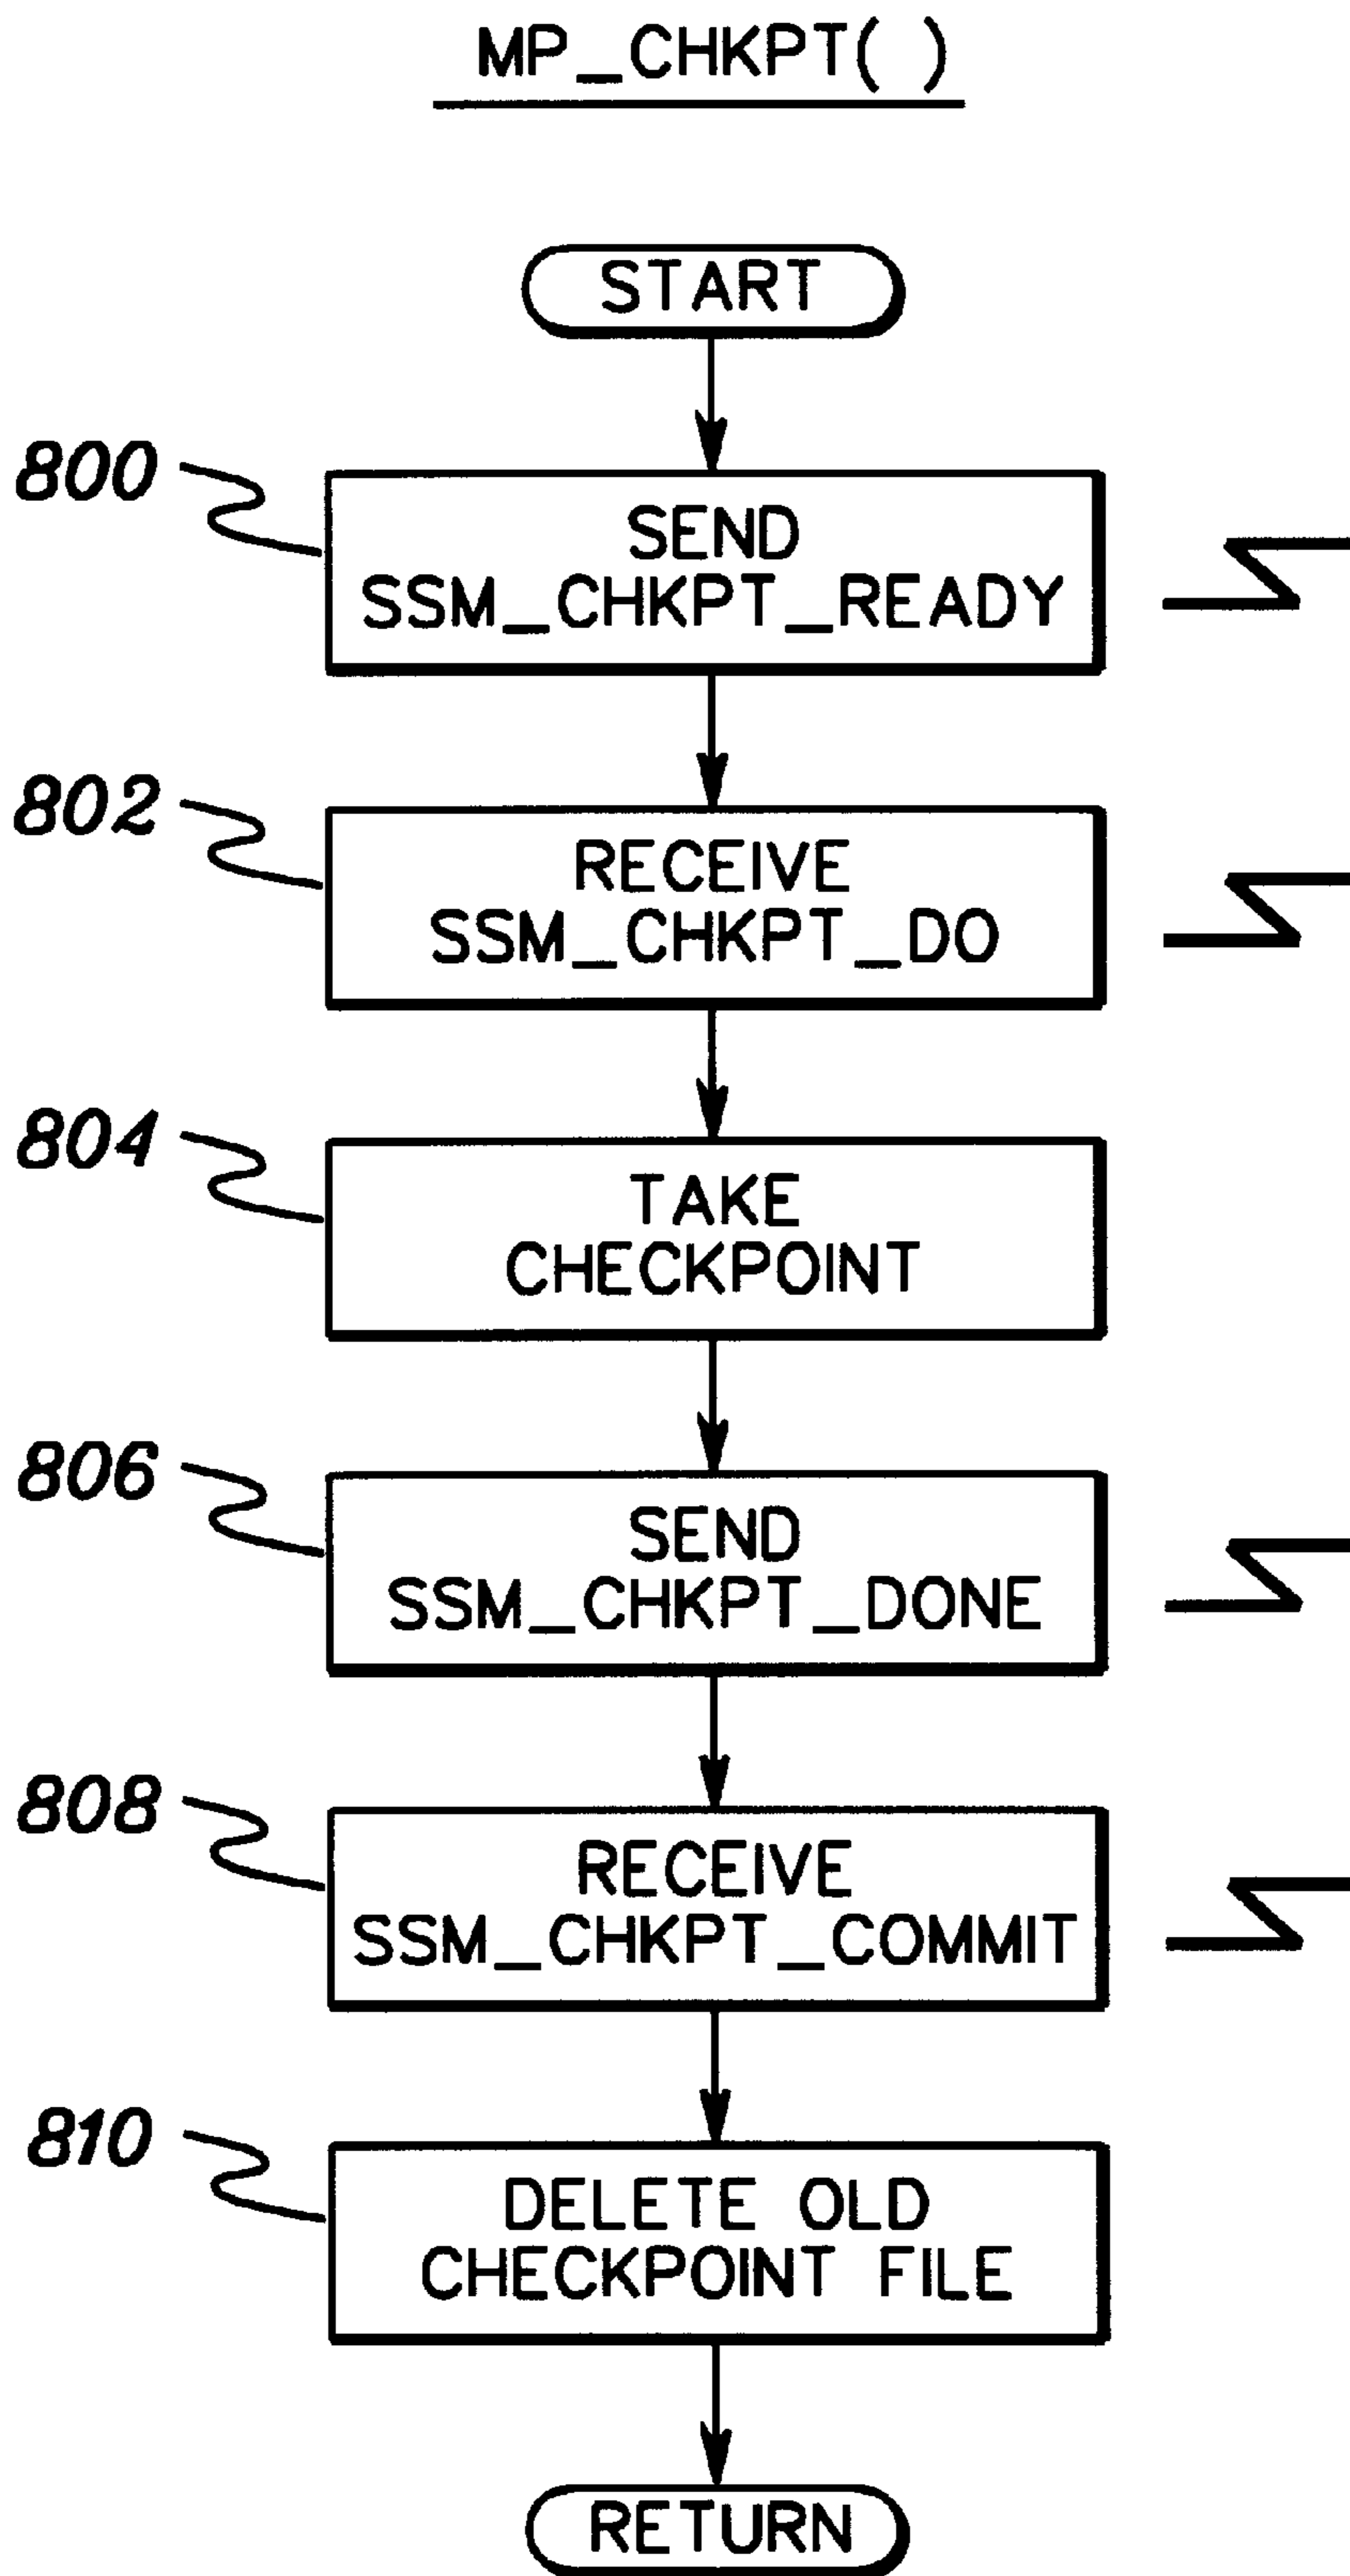 MP_CHKPT( )
START
800
SEND
SSM_CHKPT_READY
802
RECEIVE
SSM_CHKPT_DO
804
TAKE
CHECKPOINT
806
SEND
SSM_CHKPT_DONE
808
RECEIVE
SSM_CHKPT_COMMIT
810
DELETE OLD
CHECKPOINT FILE
RETURN